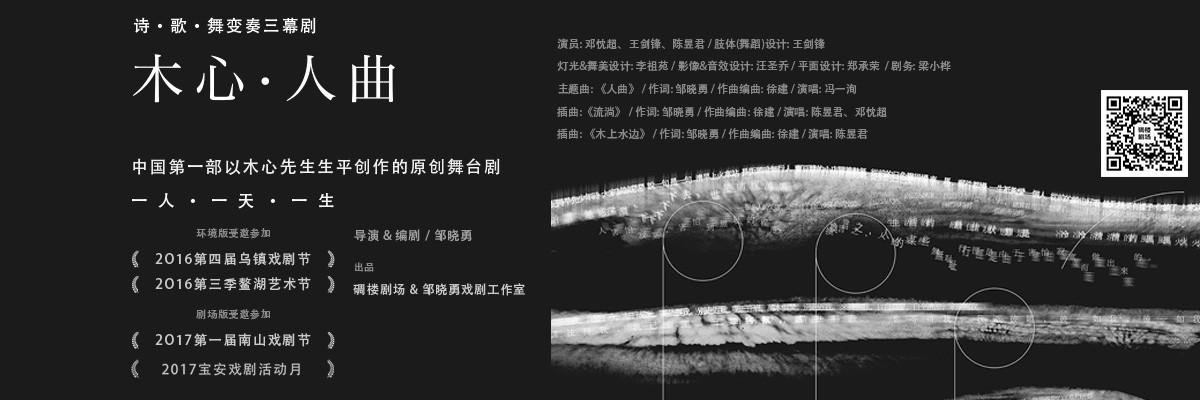 诗·歌·舞变奏三幕剧
木心·人曲
中国第一部以木心先生生平创作的原创舞台剧
一 人 · 一 天 · 一 生
环境版受邀参加
2016第四届乌镇戏剧节
2016第三季鳌湖艺术节
剧场版受邀参加
2017第一届南山戏剧节
2017宝安戏剧活动月
导演 & 编剧 / 邹晓勇
出品
碉楼剧场 & 邹晓勇戏剧工作室
演员: 邓忱超、王剑锋、陈昱君 / 肢体(舞蹈)设计: 王剑锋
灯光&舞美设计: 李祖苑 / 影像&音效设计: 汪圣乔 / 平面设计: 郑承荣 / 剧务: 梁小桦
主题曲: 《人曲》 / 作词: 邹晓勇 / 作曲编曲: 徐建 / 演唱: 冯一洵
插曲: 《流淌》 / 作词: 邹晓勇 / 作曲编曲: 徐建 / 演唱: 陈昱君、邓忱超
插曲: 《木上水边》 / 作词: 邹晓勇 / 作曲编曲: 徐建 / 演唱: 陈昱君
碉楼
剧场